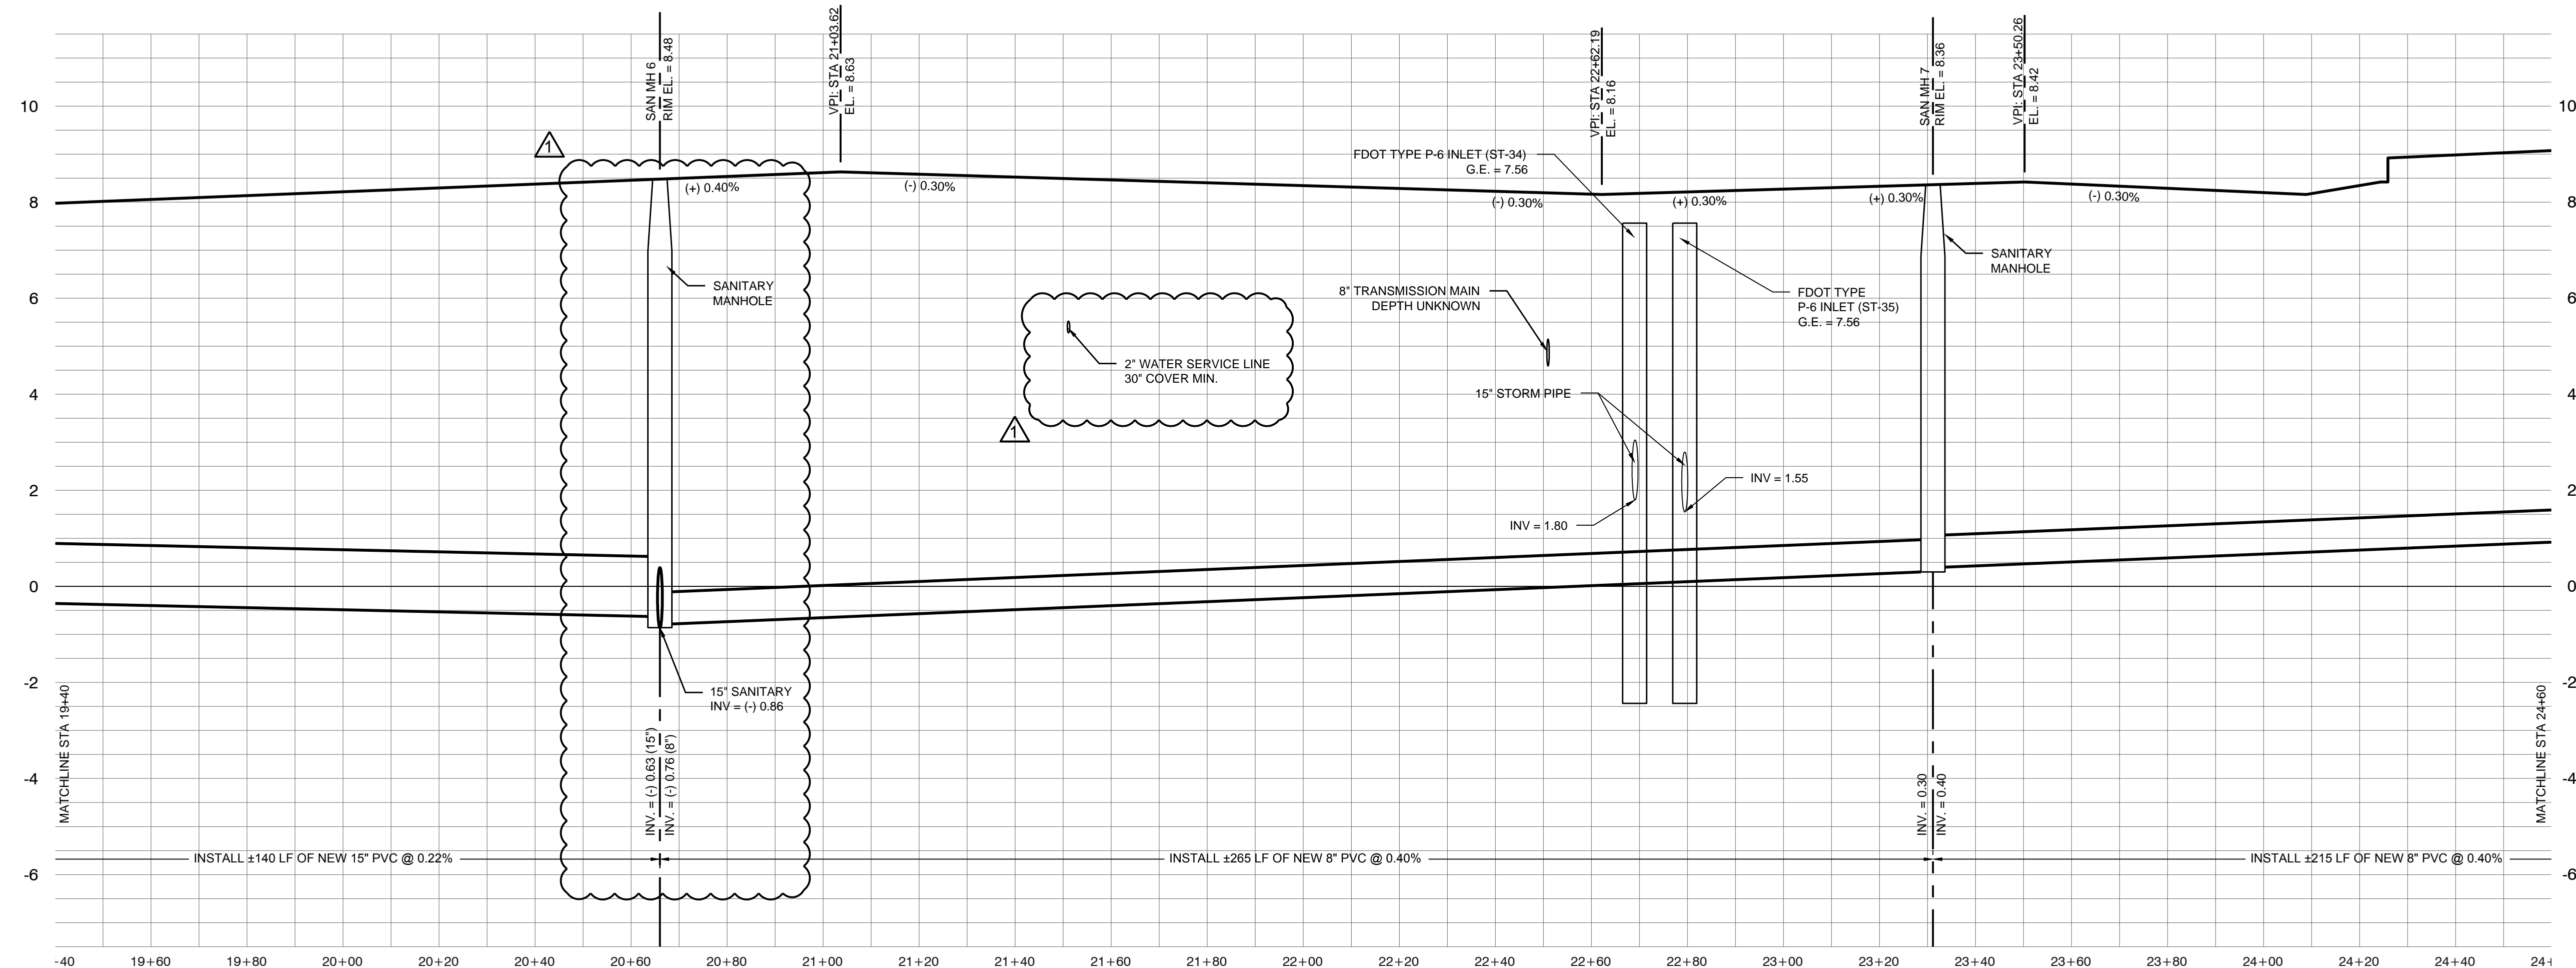 SAN MH 6
RIM EL. = 8.48
VPI: STA 21+03.62
EL. = 8.63
VPI: STA 22+62.19
EL. = 8.16
SAN MH 7
RIM EL. = 8.36
VPI: STA 23+50.26
EL. = 8.42
10
8
6
4
2
0
-2
-4
-6
10
8
6
4
2
0
-2
-4
-6
1
(+) 0.40%
(-) 0.30%
FDOT TYPE P-6 INLET (ST-34)
G.E. = 7.56
(-) 0.30%
(+) 0.30%
(+) 0.30%
(-) 0.30%
SANITARY
MANHOLE
SANITARY
MANHOLE
8" TRANSMISSION MAIN
DEPTH UNKNOWN
FDOT TYPE
P-6 INLET (ST-35)
G.E. = 7.56
2" WATER SERVICE LINE
30" COVER MIN.
1
15" STORM PIPE
INV = 1.55
INV = 1.80
15" SANITARY
INV = (-) 0.86
MATCHLINE STA 19+40
INV. = (-) 0.63 (15")
INV. = (-) 0.76 (8")
INV. = 0.30
INV. = 0.40
MATCHLINE STA 24+60
INSTALL ±140 LF OF NEW 15" PVC @ 0.22%
INSTALL ±265 LF OF NEW 8" PVC @ 0.40%
INSTALL ±215 LF OF NEW 8" PVC @ 0.40%
-40 19+60 19+80 20+00 20+20 20+40 20+60 20+80 21+00 21+20 21+40 21+60 21+80 22+00 22+20 22+40 22+60 22+80 23+00 23+20 23+40 23+60 23+80 24+00 24+20 24+40